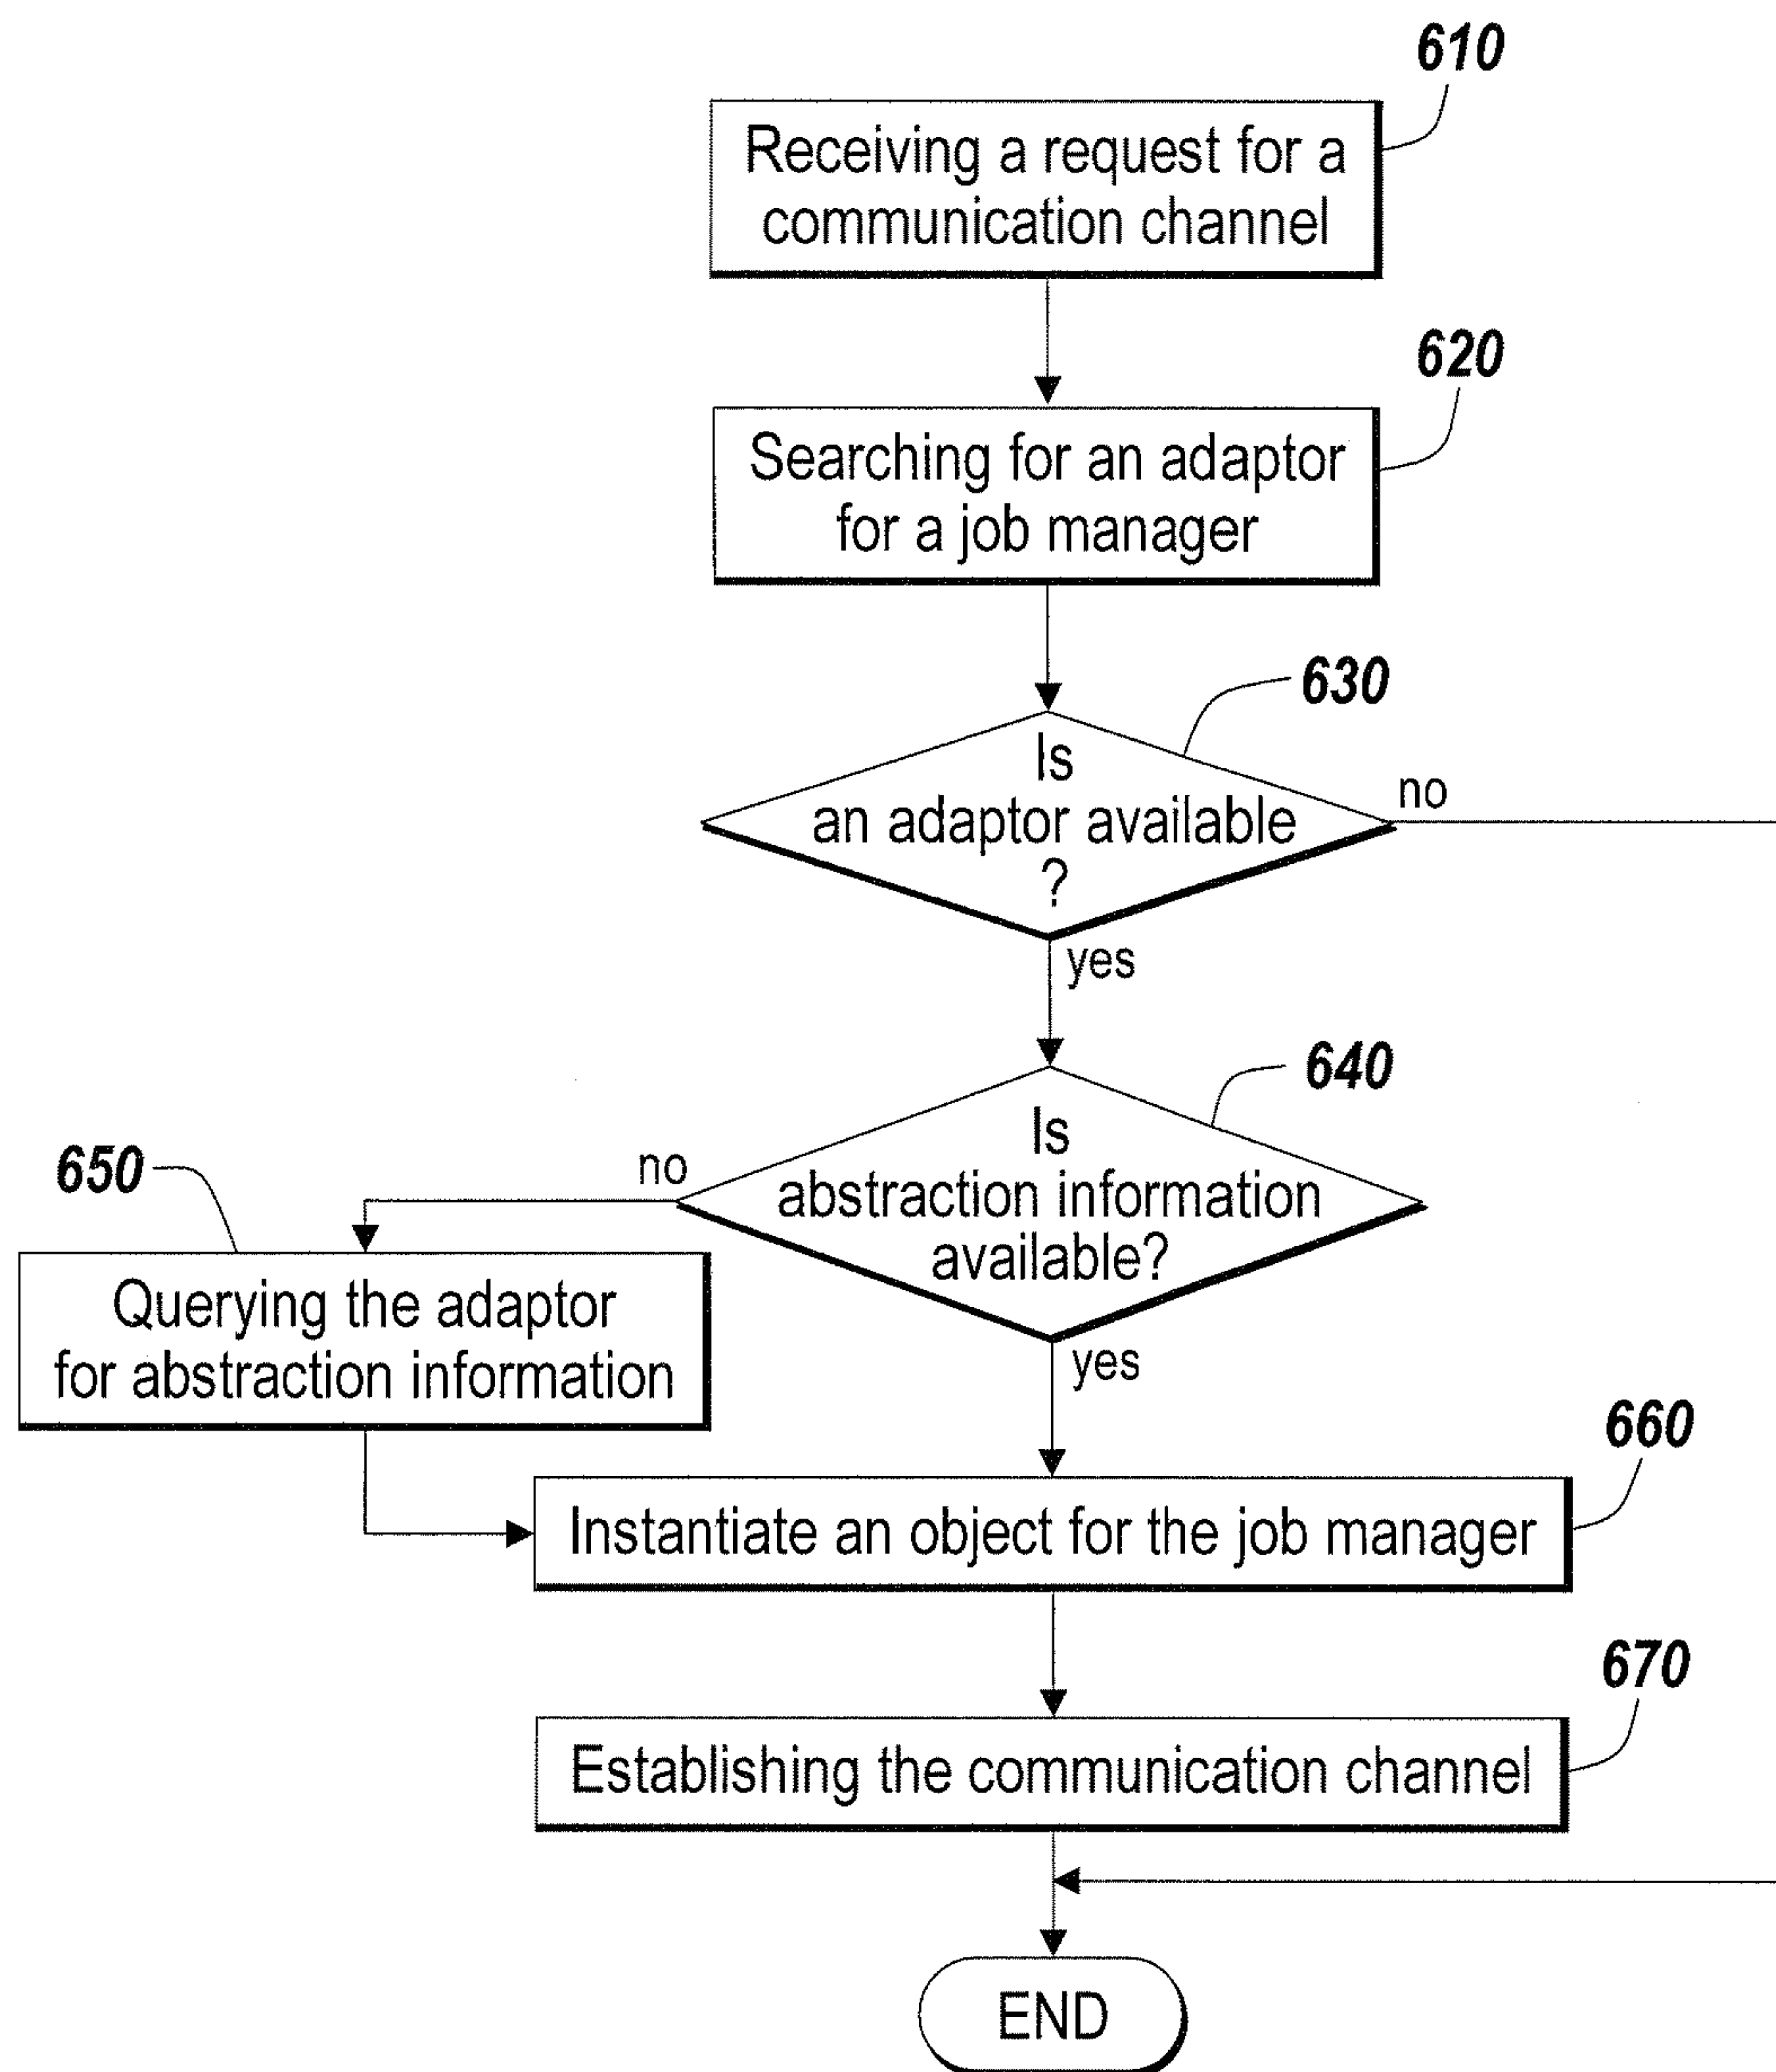 610
Receiving a request for a
communication channel
620
Searching for an adaptor
for a job manager
630
Is
an adaptor available
?
no
yes
640
Is
abstraction information
available?
no
yes
650
Querying the adaptor
for abstraction information
660
Instantiate an object for the job manager
670
Establishing the communication channel
END